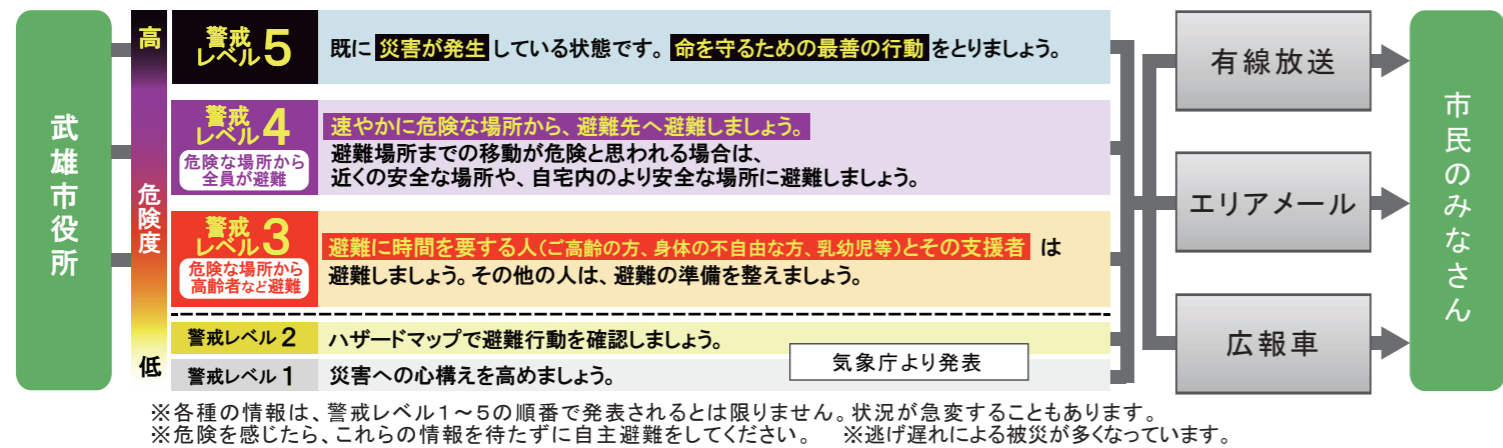 武雄市役所
高
危険度
低
警戒
レベル5
既に災害が発生している状態です。命を守るための最善の行動をとりましょう。
警戒
レベル4
危険な場所から
全員が避難
速やかに危険な場所から、避難先へ避難しましょう。
避難場所までの移動が危険と思われる場合は、
近くの安全な場所や、自宅内のより安全な場所に避難しましょう。
警戒
レベル3
危険な場所から
高齢者など避難
避難に時間を要する人(ご高齢の方、身体の不自由な方、乳幼児等)とその支援者 は
避難しましょう。その他の人は、避難の準備を整えましょう。
警戒レベル 2
ハザードマップで避難行動を確認しましょう。
警戒レベル 1
災害への心構えを高めましょう。
気象庁より発表
有線放送
エリアメール
広報車
市民のみなさん
※各種の情報は、警戒レベル1〜5の順番で発表されるとは限りません。状況が急変することもあります。
※危険を感じたら、これらの情報を待たずに自主避難をしてください。 ※逃げ遅れによる被災が多くなっています。